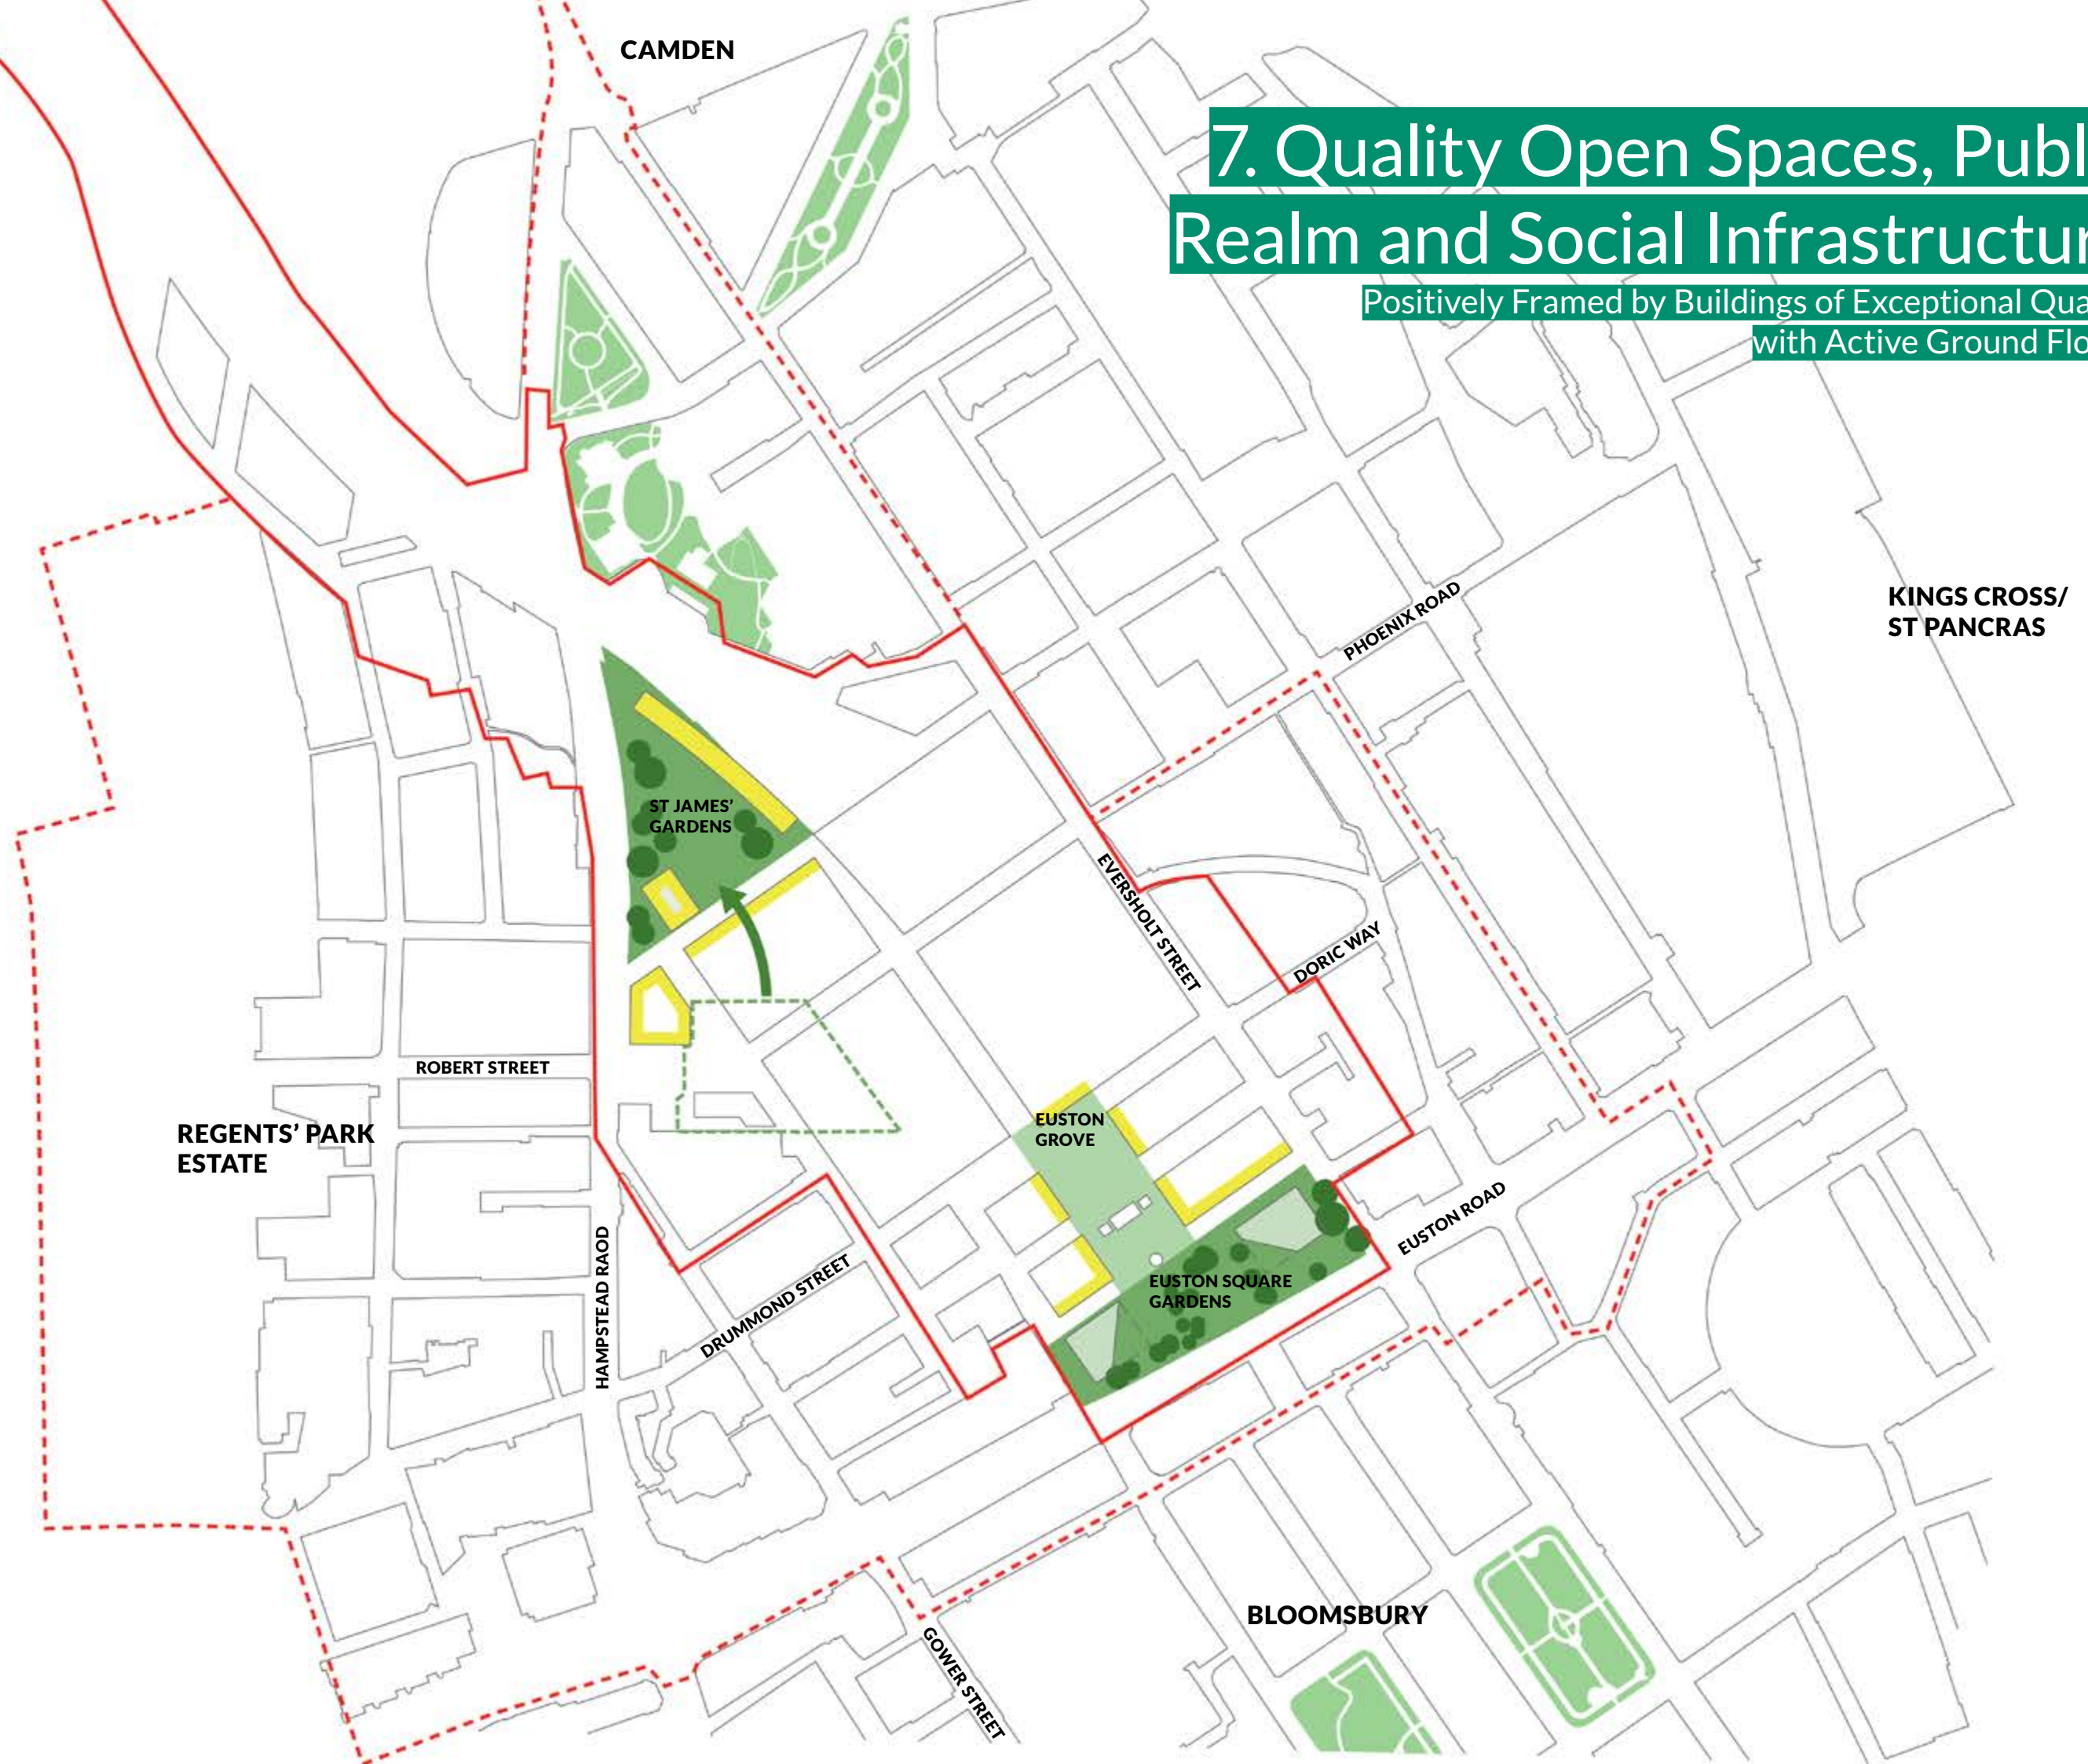 CAMDEN
7. Quality Open Spaces, Publ
Realm and Social Infrastructur
Positively Framed by Buildings of Exceptional Qua
with Active Ground Flo
KINGS CROSS/
ST PANCRAS
PHOENIX ROAD
ST JAMES’
GARDENS
EVERSHOLT STREET
DORIC WAY
ROBERT STREET
REGENTS’ PARK
ESTATE
EUSTON
GROVE
EUSTON ROAD
HAMPSTEAD RAOD
DRUMMOND STREET
EUSTON SQUARE
GARDENS
BLOOMSBURY
GOWER STREET